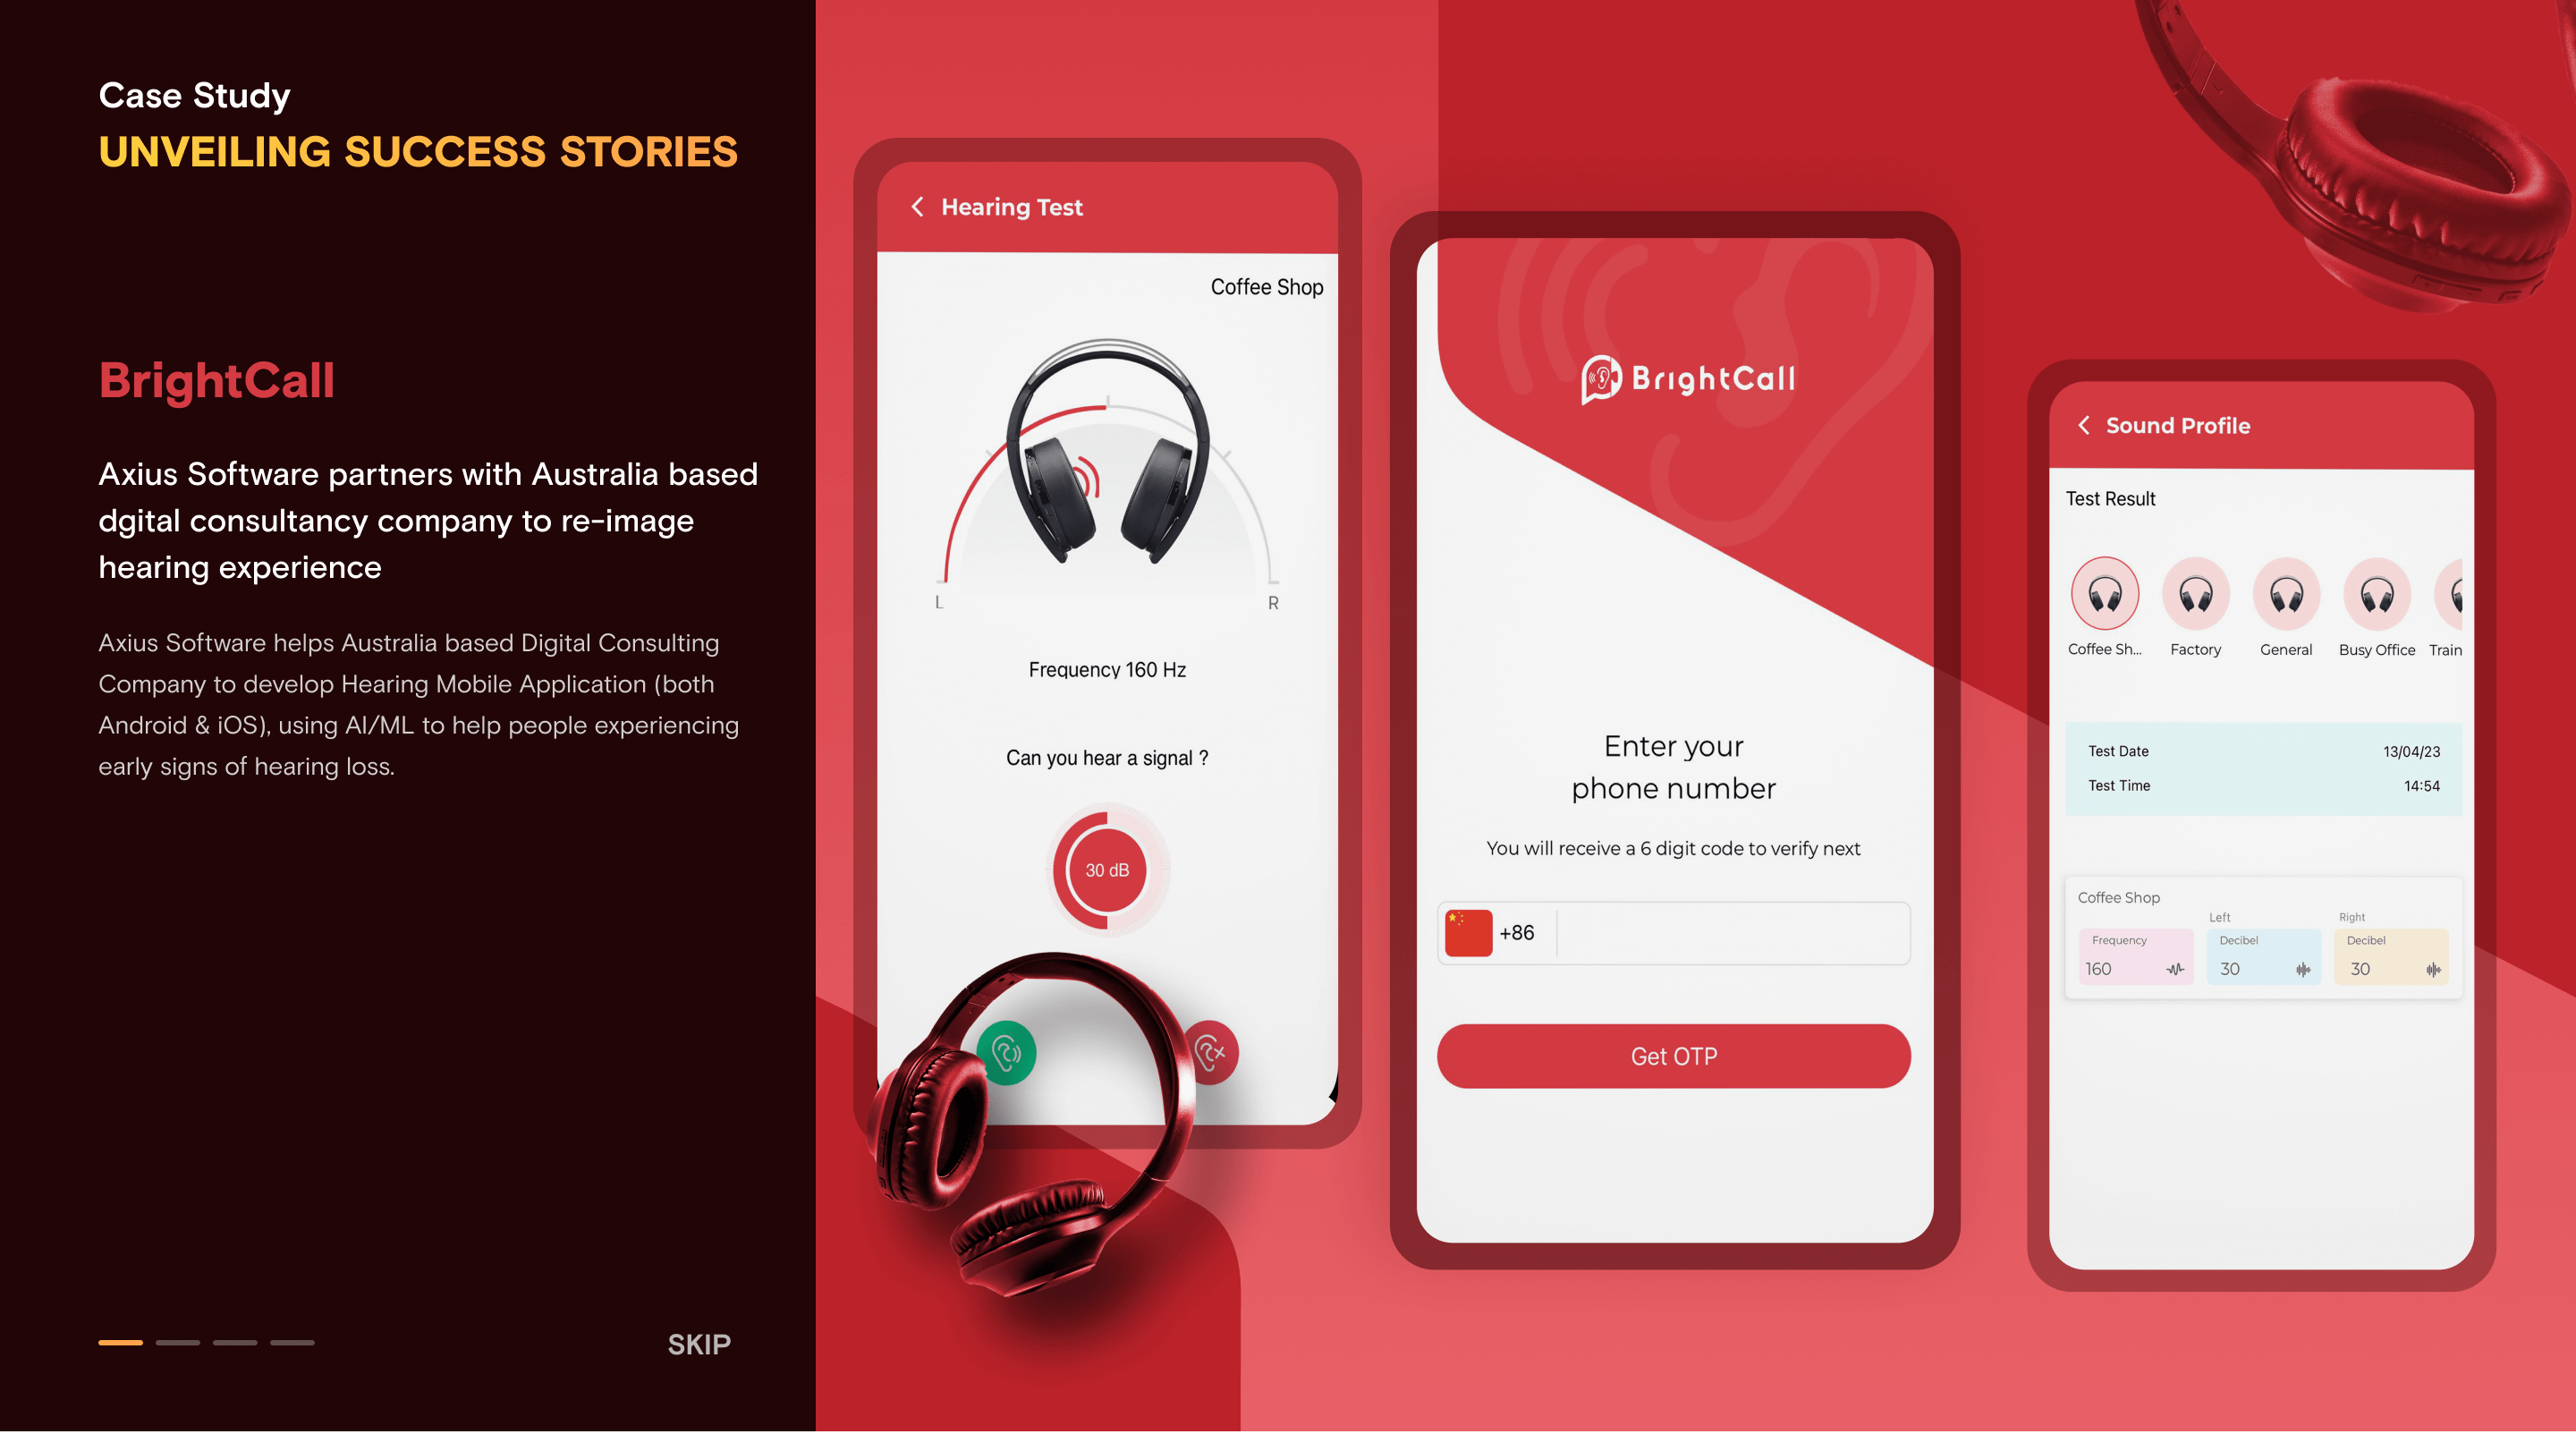 Case Study
UNVEILING SUCCESS STORIES
BrightCall
Axius Software partners with Australia based
dgital consultancy company to re-image
hearing experience
Axius Software helps Australia based Digital Consulting
Company to develop Hearing Mobile Application (both
Android & iOS), using AI/ML to help people experiencing
early signs of hearing loss.
SKIP
Hearing Test
Coffee Shop
L R
Frequency 160 Hz
Can you hear a signal ?
30 dB
BrightCall
Enter your
phone number
You will receive a 6 digit code to verify next
+86
Get OTP
Sound Profile
Test Result
Coffee Sh... Factory General Busy Office Train
Test Date 13/04/23
Test Time 14:54
Coffee Shop
Left Right
Frequency Decibel Decibel
160 30 30